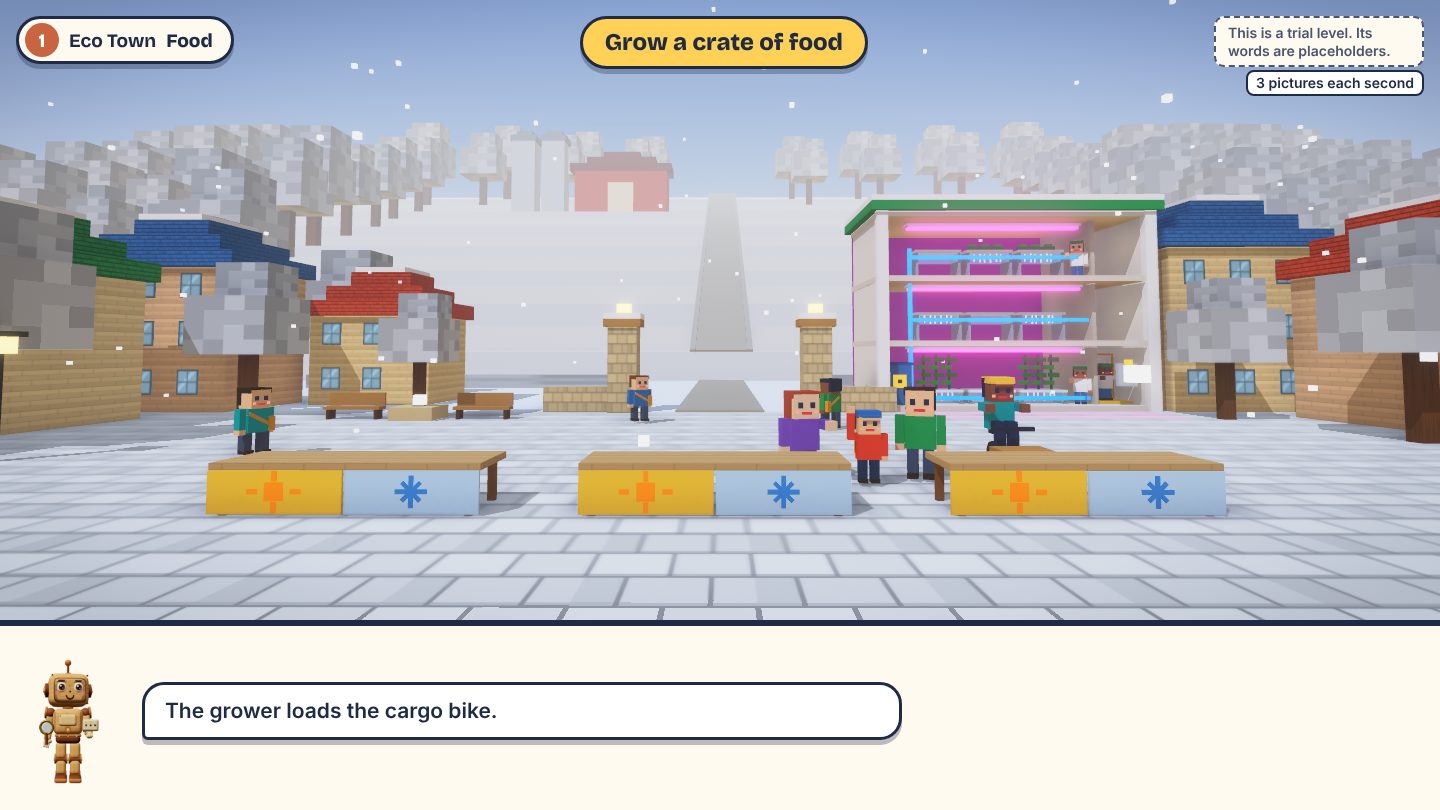 1 Eco Town Food
Grow a crate of food
This is a trial level. Its
words are placeholders.
3 pictures each second
The grower loads the cargo bike.